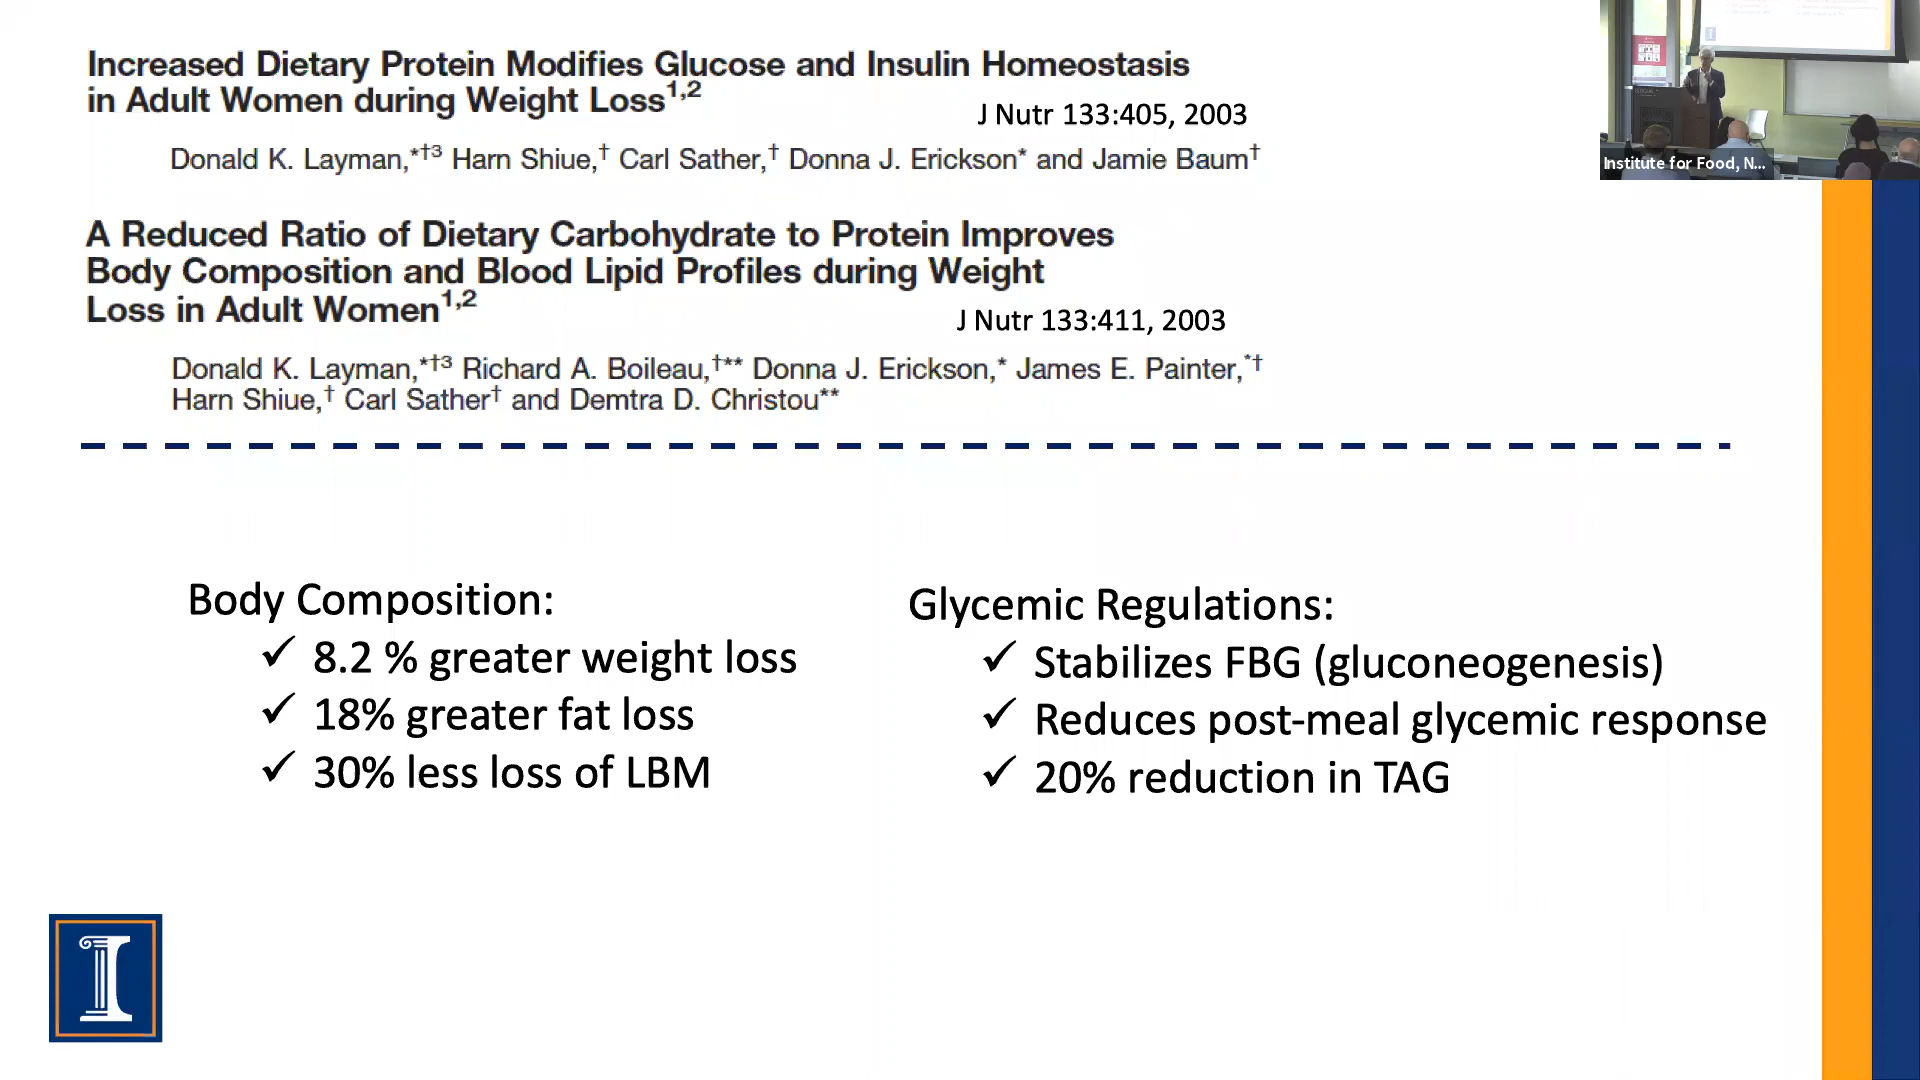 Increased Dietary Protein Modifies Glucose and Insulin Homeostasis
in Adult Women during Weight Loss1,2
J Nutr 133:405, 2003
Donald K. Layman,*†3 Harn Shiue,† Carl Sather,† Donna J. Erickson* and Jamie Baum†
A Reduced Ratio of Dietary Carbohydrate to Protein Improves
Body Composition and Blood Lipid Profiles during Weight
Loss in Adult Women1,2
J Nutr 133:411, 2003
Donald K. Layman,*†3 Richard A. Boileau,†** Donna J. Erickson,* James E. Painter,*†
Harn Shiue,† Carl Sather† and Demtra D. Christou**
Body Composition:
✓ 8.2 % greater weight loss
✓ 18% greater fat loss
✓ 30% less loss of LBM
Glycemic Regulations:
✓ Stabilizes FBG (gluconeogenesis)
✓ Reduces post-meal glycemic response
✓ 20% reduction in TAG
I
Institute for Food, N...